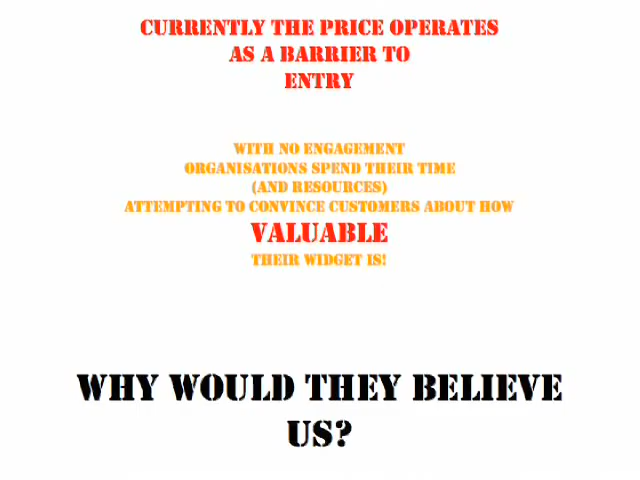 CURRENTLY THE PRICE OPERATES
AS A BARRIER TO
ENTRY
WITH NO ENGAGEMENT
ORGANISATIONS SPEND THEIR TIME
(AND RESOURCES)
ATTEMPTING TO CONVINCE CUSTOMERS ABOUT HOW
VALUABLE
THEIR WIDGET IS!
WHY WOULD THEY BELIEVE
US?